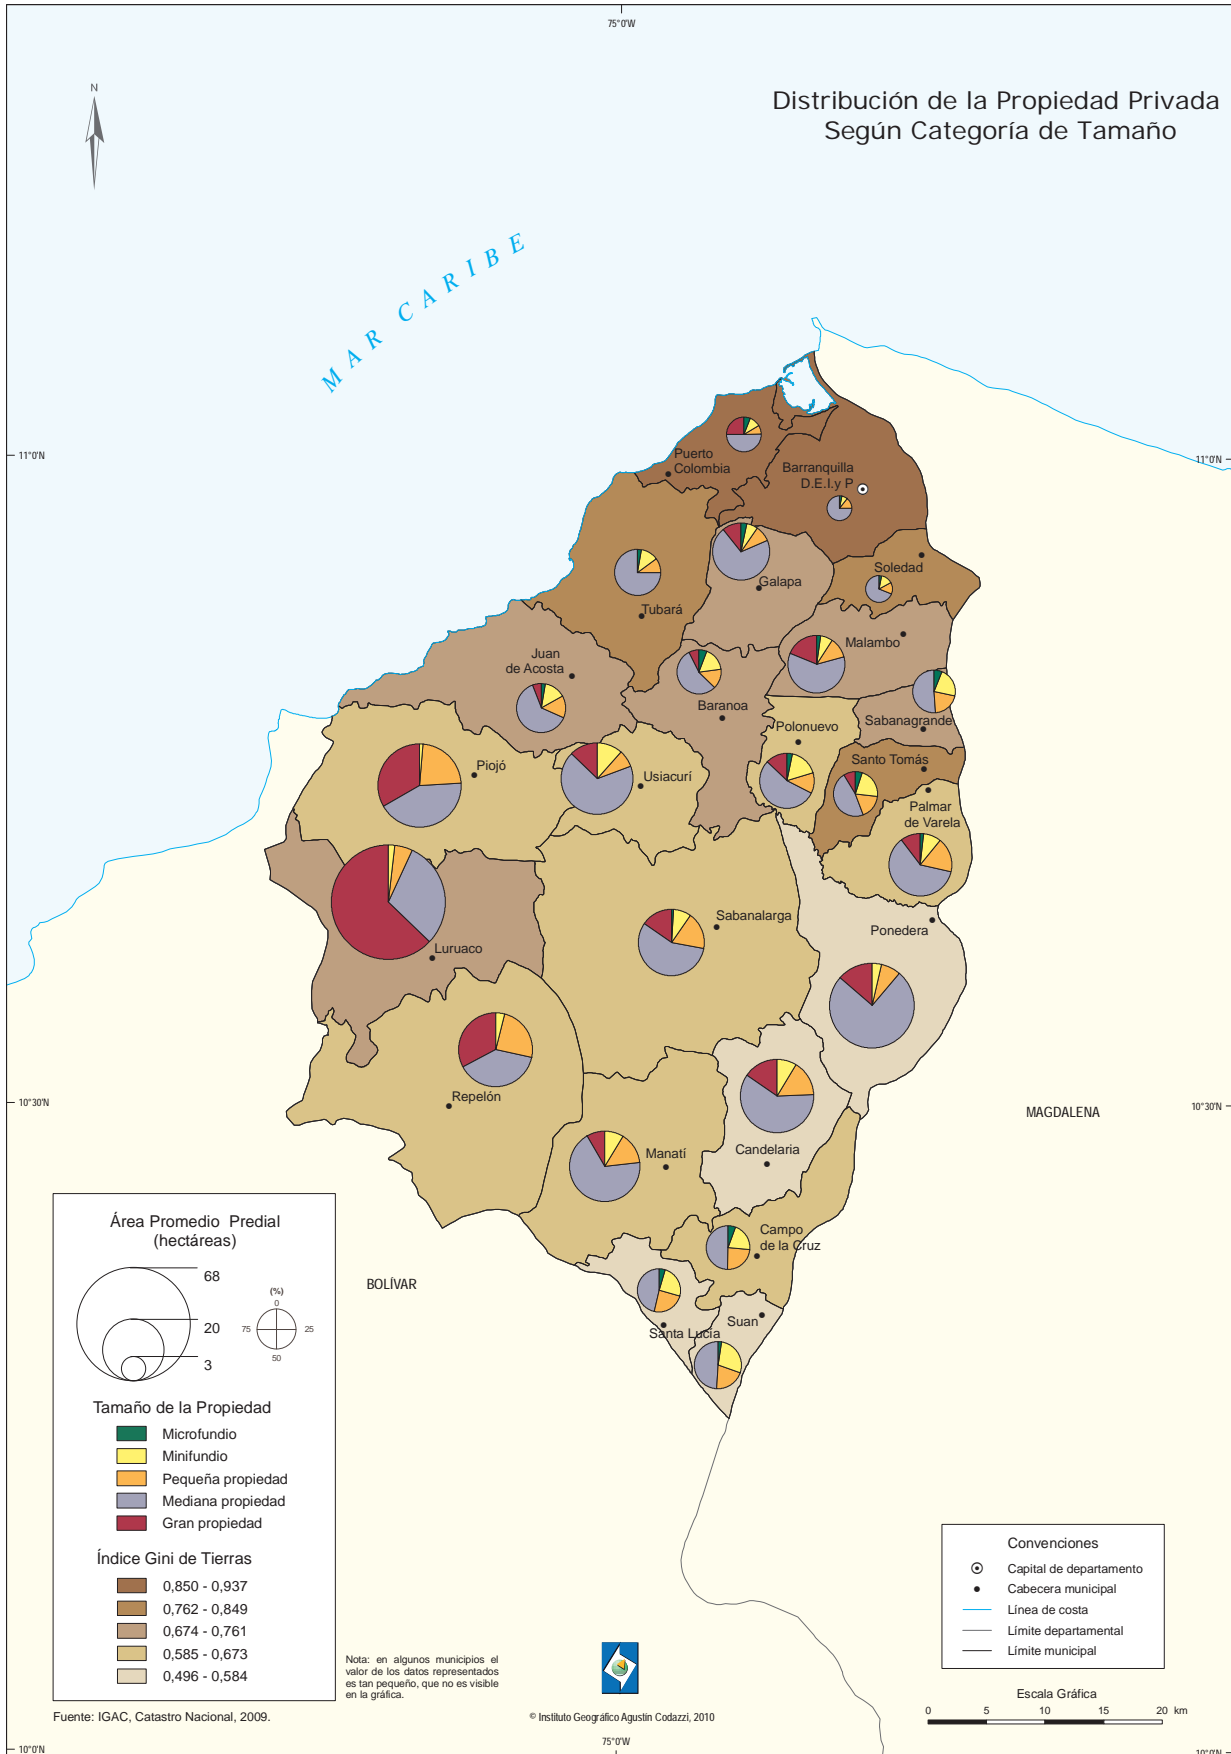 75°0'W
N
Distribución de la Propiedad Privada
Según Categoría de Tamaño
MAR CARIBE
11°0'N
11°0'N
Puerto
Colombia
Barranquilla
D.E.I.y P
Soledad
Galapa
Tubará
Malambo
Juan
de Acosta
Baranoa
Sabanagrande
Polonuevo
Santo Tomás
Piojó
Usiacurí
Palmar
de Varela
Sabanalarga
Ponedera
Luruaco
Repelón
10°30'N
10°30'N
MAGDALENA
Candelaria
Manatí
Campo
de la Cruz
BOLÍVAR
Suan
Santa Lucía
Área Promedio Predial
(hectáreas)
68
20
3
(%)
0
75
25
50
Tamaño de la Propiedad
Microfundio
Minifundio
Pequeña propiedad
Mediana propiedad
Gran propiedad
Índice Gini de Tierras
0,850 - 0,937
0,762 - 0,849
0,674 - 0,761
0,585 - 0,673
0,496 - 0,584
Fuente: IGAC, Catastro Nacional, 2009.
Nota: en algunos municipios el
valor de los datos representados
es tan pequeño, que no es visible
en la gráfica.
© Instituto Geográfico Agustín Codazzi, 2010
Convenciones
Capital de departamento
Cabecera municipal
Línea de costa
Límite departamental
Límite municipal
Escala Gráfica
0 5 10 15 20 km
75°0'W
10°0'N
10°0'N